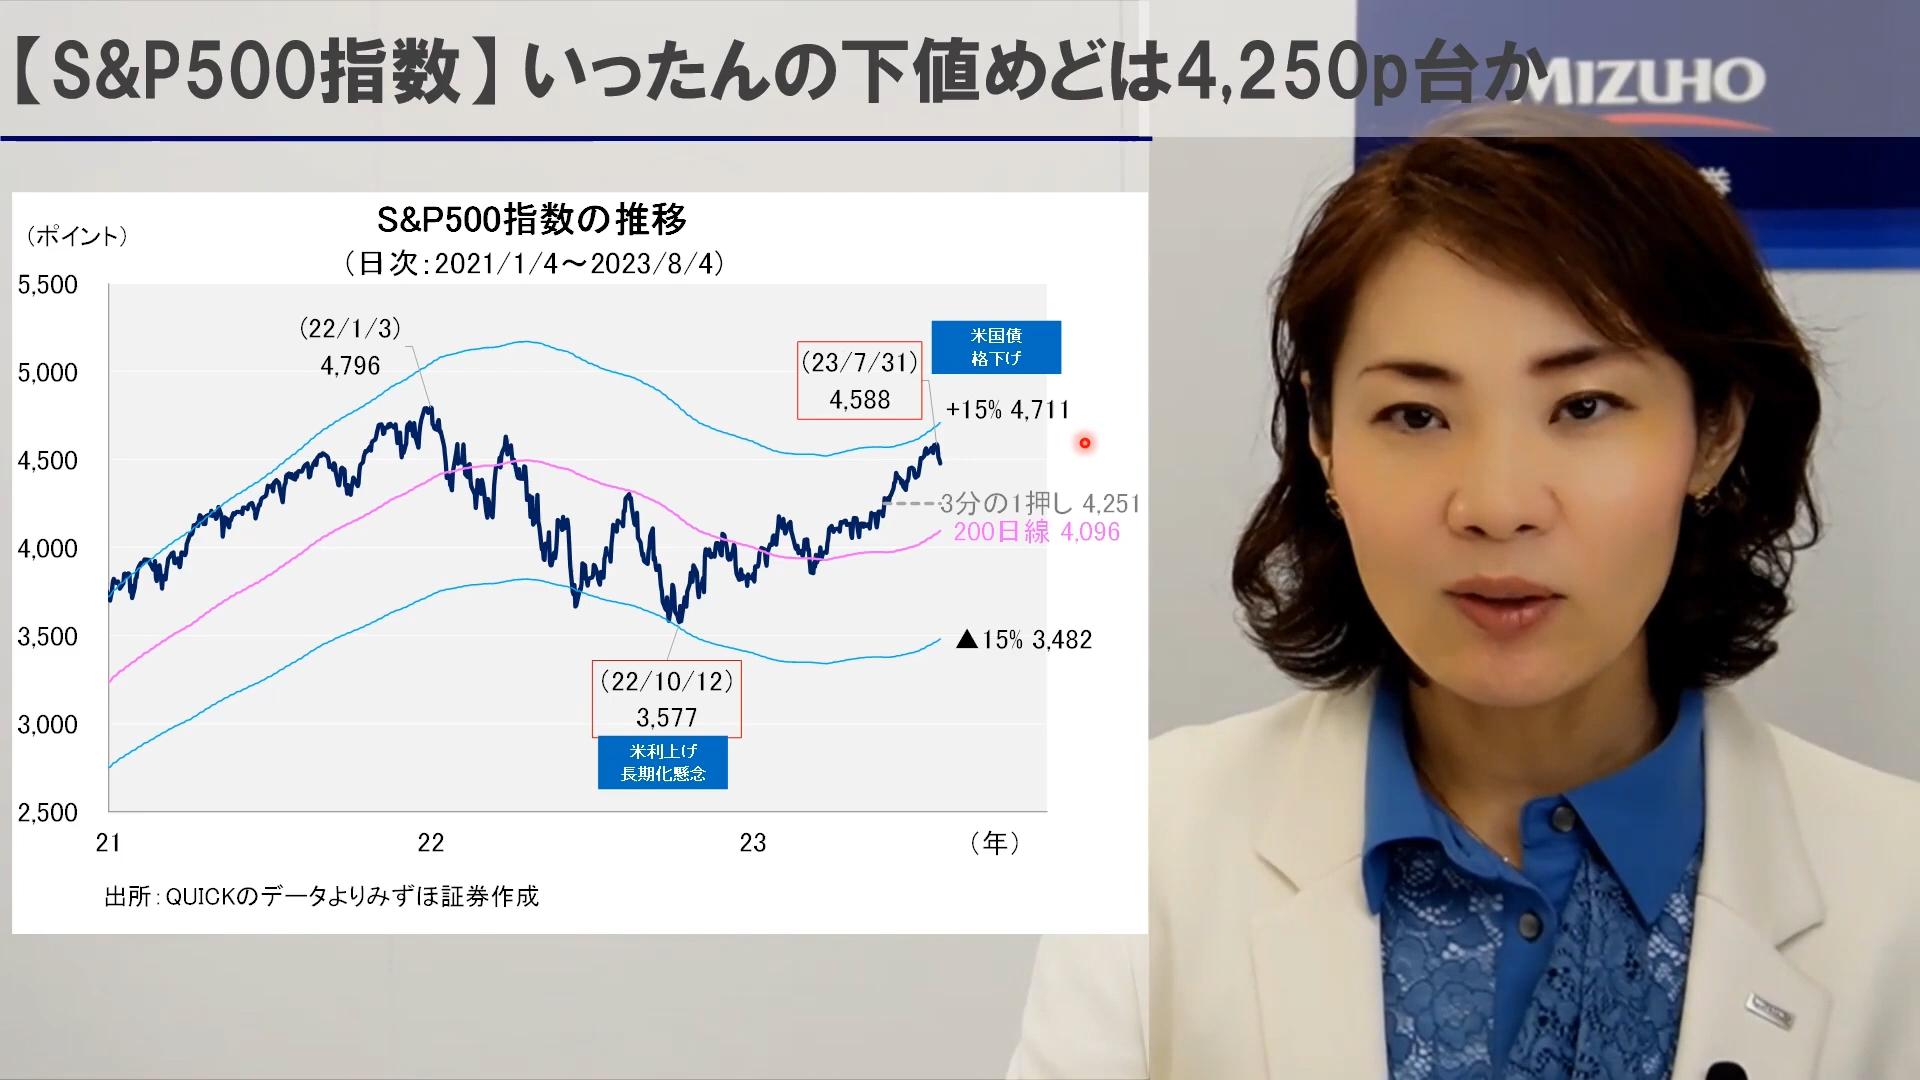 【S&P500指数】いったんの下値めどは4,250p台か
MIZUHO
券
S&P500指数の推移
（日次：2021/1/4～2023/8/4）
（ポイント）
5,500
5,000
4,500
4,000
3,500
3,000
2,500
（22/1/3）
4,796
（23/7/31）
4,588
米国債
格下げ
+15% 4,711
3分の1押し 4,251
200日線 4,096
▲15% 3,482
（22/10/12）
3,577
米利上げ
長期化懸念
21
22
23
（年）
出所：QUICKのデータよりみずほ証券作成